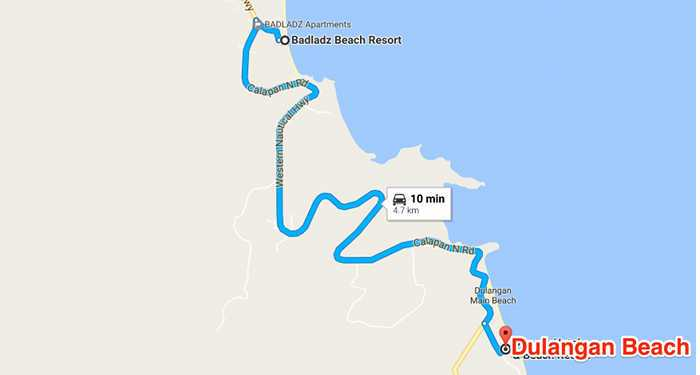 wy
BADLADZ Apartments
Badladz Beach Resort
Calapan N Rd
Western Nautical Hwy
10 min
4.7 km
Calapan N Rd
Dulangan
Main Beach
Dulangan Beach